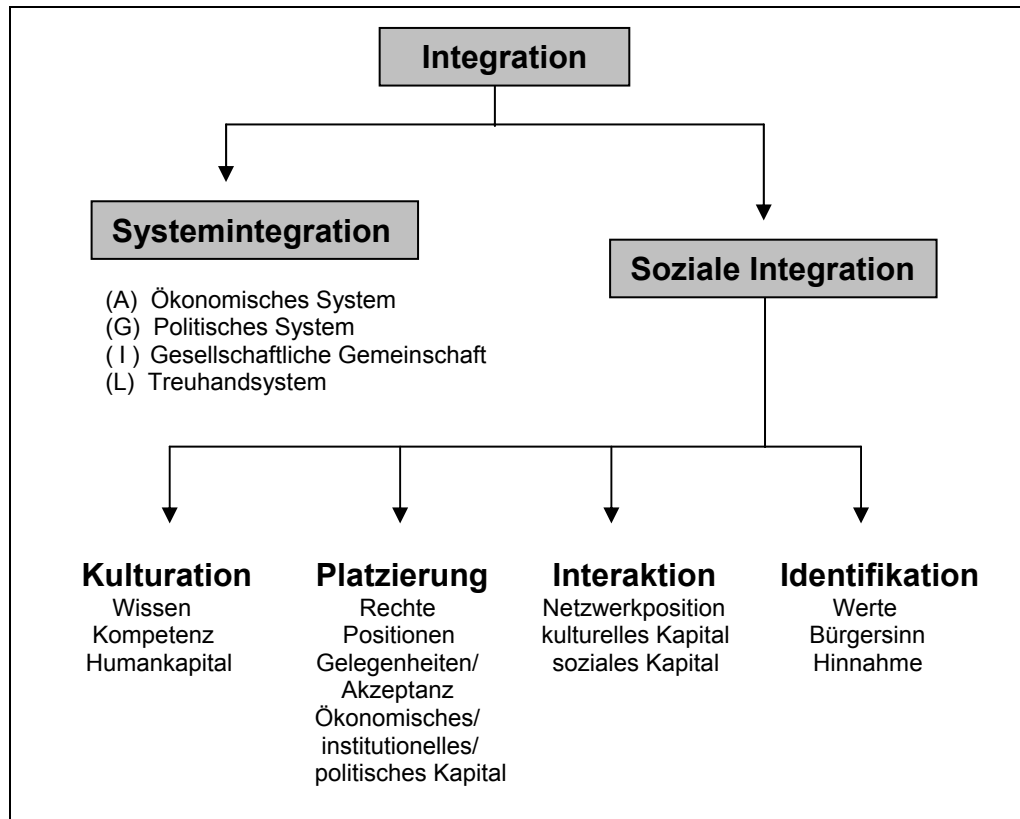 Integration
Systemintegration
Soziale Integration
(A) Ökonomisches System
(G) Politisches System
( I ) Gesellschaftliche Gemeinschaft
(L) Treuhandsystem
Kulturation
Wissen
Kompetenz
Humankapital
Platzierung
Rechte
Positionen
Gelegenheiten/
Akzeptanz
Ökonomisches/
institutionelles/
politisches Kapital
Interaktion
Netzwerkposition
kulturelles Kapital
soziales Kapital
Identifikation
Werte
Bürgersinn
Hinnahme